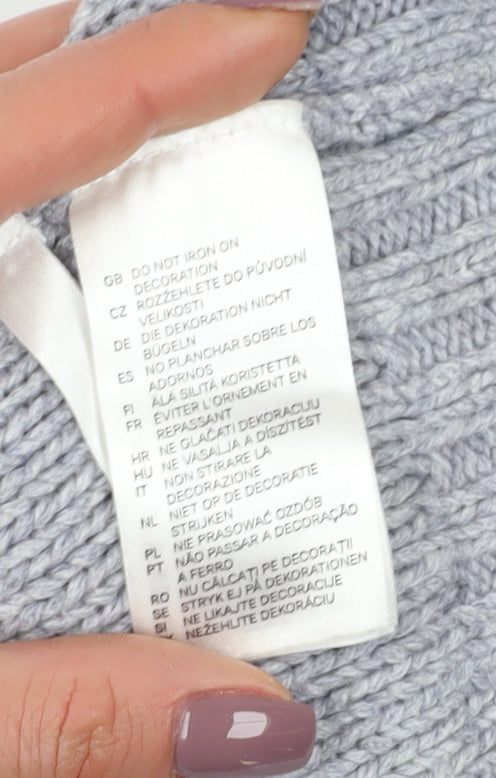 GB DO NOT IRON ON
DECORATION
CZ ROZŽEHLETE DO PŮVODNÍ
VELIKOSTI
DE DIE DEKORATION NICHT
BÜGELN
ES NO PLANCHAR SOBRE LOS
ADORNOS
FI ÄLÄ SILITÄ KORISTETTA
FR ÉVITER L'ORNEMENT EN
REPASSANT
HR NE GLAČATI DEKORACIJU
HU NE VASALJA A DÍSZÍTÉST
IT NON STIRARE LA
DECORAZIONE
NL NIET OP DE DECORATIE
STRIJKEN
PL NIE PRASOWAĆ OZDÓB
PT NÃO PASSAR A DECORAÇÃO
A FERRO
RO NU CĂLCAȚI PE DECORAȚII
SE STRYK EJ PÅ DEKORATIONEN
SI NE LIKAJTE DECORACIJE
NEŽEHLITE DEKORÁCIU